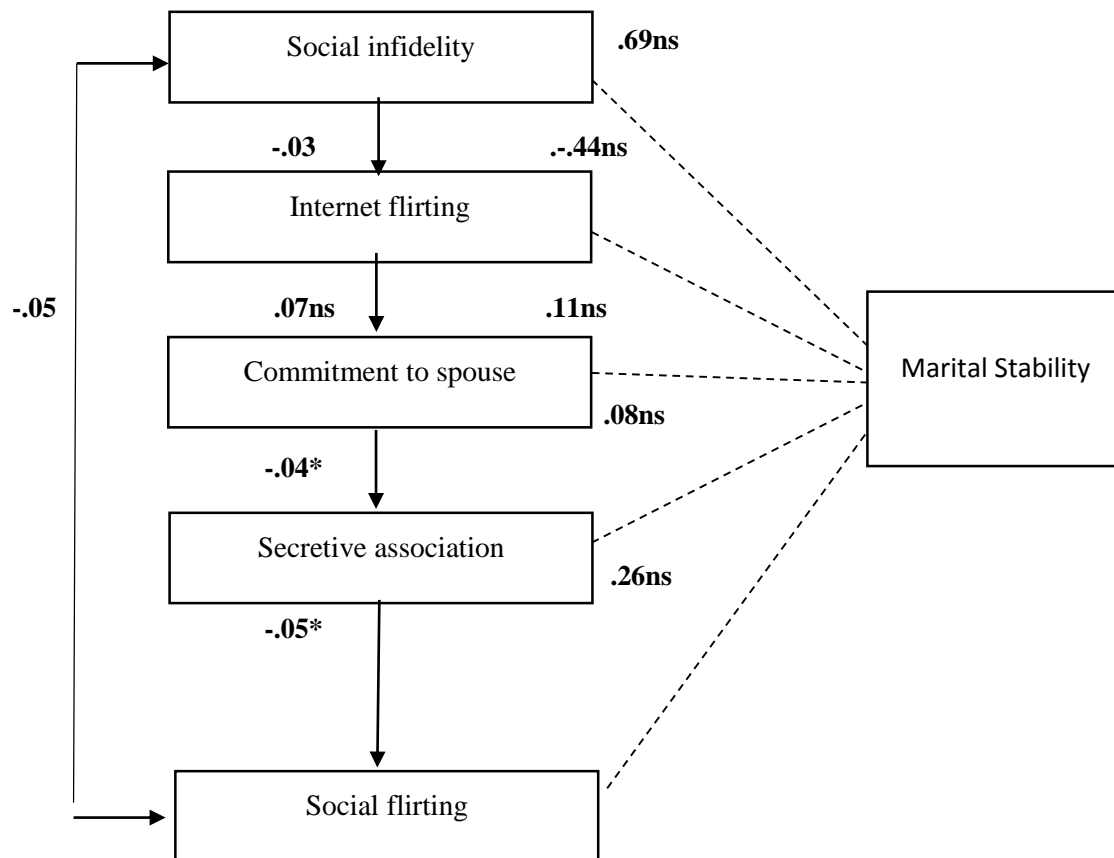 Social infidelity
.69ns
-.03
.-.44ns
Internet flirting
-.05
.07ns
.11ns
Commitment to spouse
Marital Stability
.08ns
-.04*
Secretive association
.26ns
-.05*
Social flirting